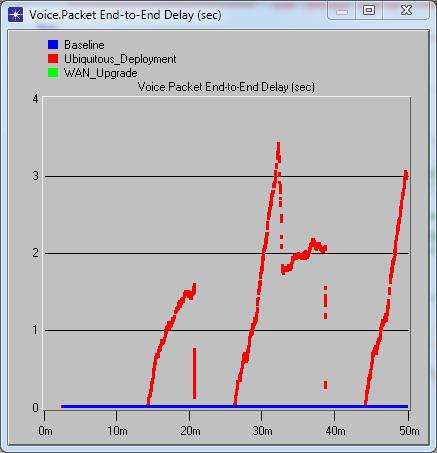 Voice.Packet End-to-End Delay (sec)
Baseline
Ubiquitous_Deployment
WAN_Upgrade
Voice.Packet End-to-End Delay (sec)
4
3
2
1
0
0m 10m 20m 30m 40m 50m